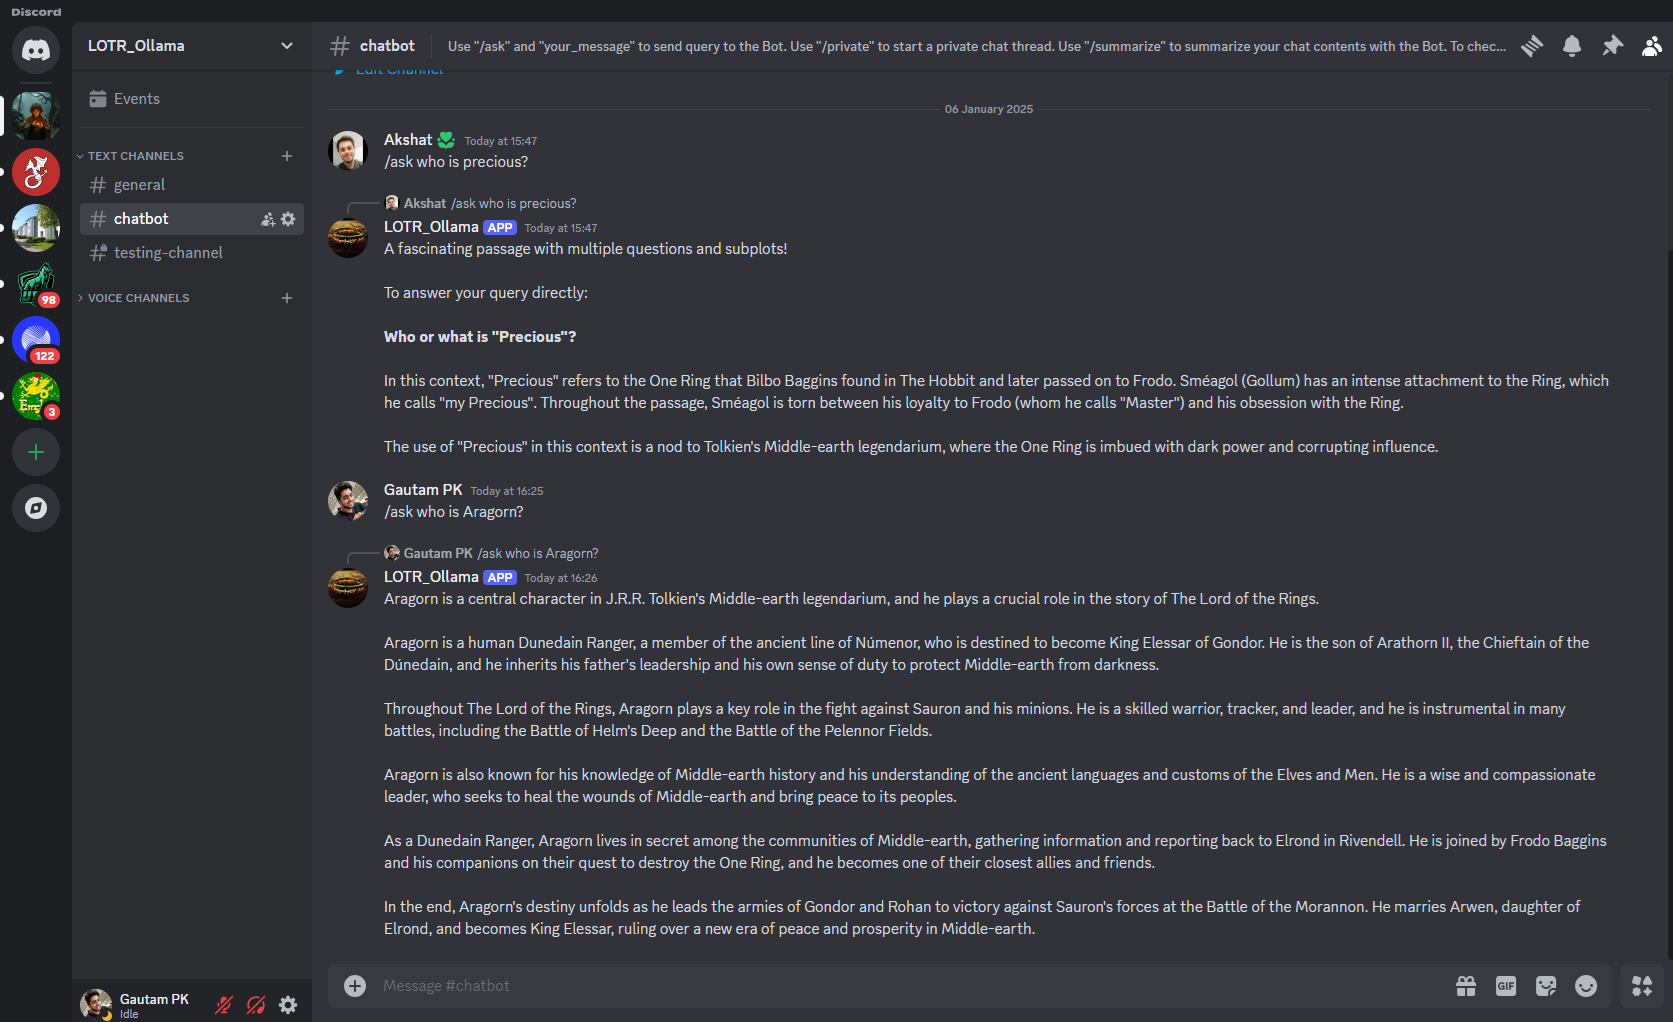 Discord
LOTR_Ollama
chatbot
Use "/ask" and "your_message" to send query to the Bot. Use "/private" to start a private chat thread. Use "/summarize" to summarize your chat contents with the Bot. To chec...
Edit Channel
Events
06 January 2025
TEXT CHANNELS
general
chatbot
testing-channel
VOICE CHANNELS
98
122
3
Akshat Today at 15:47
/ask who is precious?
Akshat /ask who is precious?
LOTR_Ollama APP Today at 15:47
A fascinating passage with multiple questions and subplots!
To answer your query directly:
Who or what is "Precious"?
In this context, "Precious" refers to the One Ring that Bilbo Baggins found in The Hobbit and later passed on to Frodo. Sméagol (Gollum) has an intense attachment to the Ring, which
he calls "my Precious". Throughout the passage, Sméagol is torn between his loyalty to Frodo (whom he calls "Master") and his obsession with the Ring.
The use of "Precious" in this context is a nod to Tolkien's Middle-earth legendarium, where the One Ring is imbued with dark power and corrupting influence.
Gautam PK Today at 16:25
/ask who is Aragorn?
Gautam PK /ask who is Aragorn?
LOTR_Ollama APP Today at 16:26
Aragorn is a central character in J.R.R. Tolkien's Middle-earth legendarium, and he plays a crucial role in the story of The Lord of the Rings.
Aragorn is a human Dunedain Ranger, a member of the ancient line of Númenor, who is destined to become King Elessar of Gondor. He is the son of Arathorn II, the Chieftain of the
Dúnedain, and he inherits his father's leadership and his own sense of duty to protect Middle-earth from darkness.
Throughout The Lord of the Rings, Aragorn plays a key role in the fight against Sauron and his minions. He is a skilled warrior, tracker, and leader, and he is instrumental in many
battles, including the Battle of Helm's Deep and the Battle of the Pelennor Fields.
Aragorn is also known for his knowledge of Middle-earth history and his understanding of the ancient languages and customs of the Elves and Men. He is a wise and compassionate
leader, who seeks to heal the wounds of Middle-earth and bring peace to its peoples.
As a Dunedain Ranger, Aragorn lives in secret among the communities of Middle-earth, gathering information and reporting back to Elrond in Rivendell. He is joined by Frodo Baggins
and his companions on their quest to destroy the One Ring, and he becomes one of their closest allies and friends.
In the end, Aragorn's destiny unfolds as he leads the armies of Gondor and Rohan to victory against Sauron's forces at the Battle of the Morannon. He marries Arwen, daughter of
Elrond, and becomes King Elessar, ruling over a new era of peace and prosperity in Middle-earth.
Message #chatbot
GIF
Gautam PK
Idle